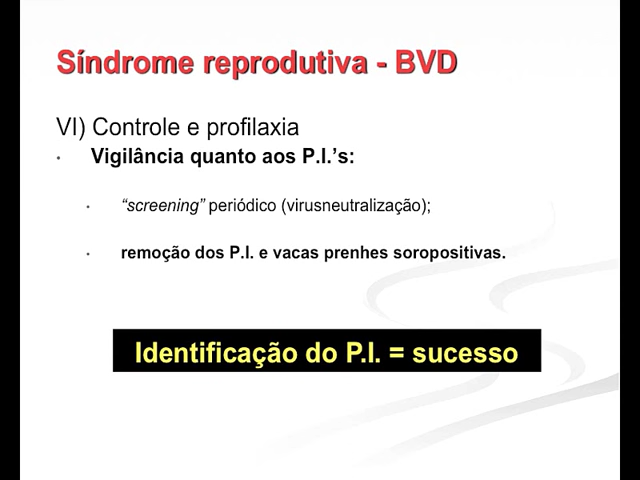 Síndrome reprodutiva - BVD
VI) Controle e profilaxia
• Vigilância quanto aos P.I.'s:
• “screening” periódico (virusneutralização);
• remoção dos P.I. e vacas prenhes soropositivas.
Identificação do P.I. = sucesso